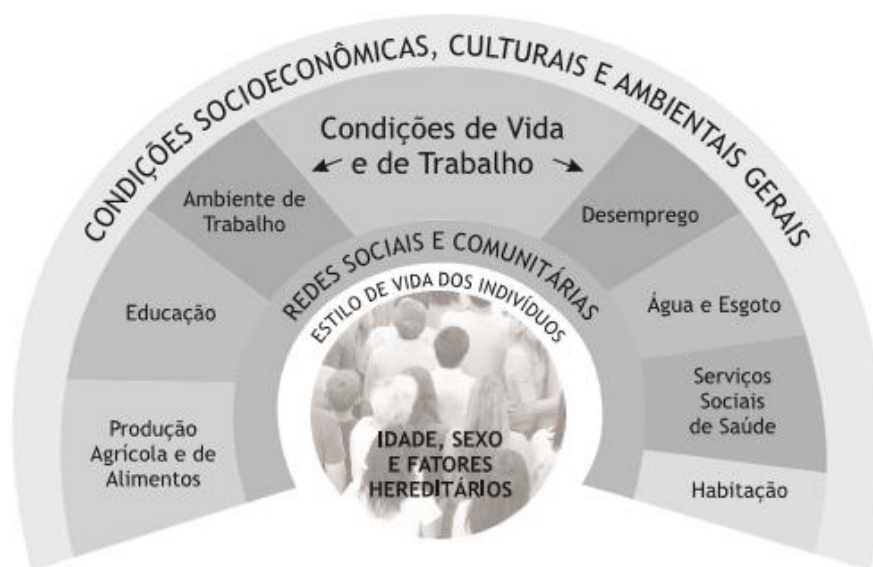 CONDIÇÕES SOCIOECONÔMICAS, CULTURAIS E AMBIENTAIS GERAIS
Condições de Vida
e de Trabalho
Ambiente de
Trabalho
Desemprego
REDES SOCIAIS E COMUNITÁRIAS
ESTILO DE VIDA DOS INDIVÍDUOS
Educação
Água e Esgoto
Produção
Agrícola e de
Alimentos
Serviços
Sociais
de Saúde
IDADE, SEXO
E FATORES
HEREDITÁRIOS
Habitação